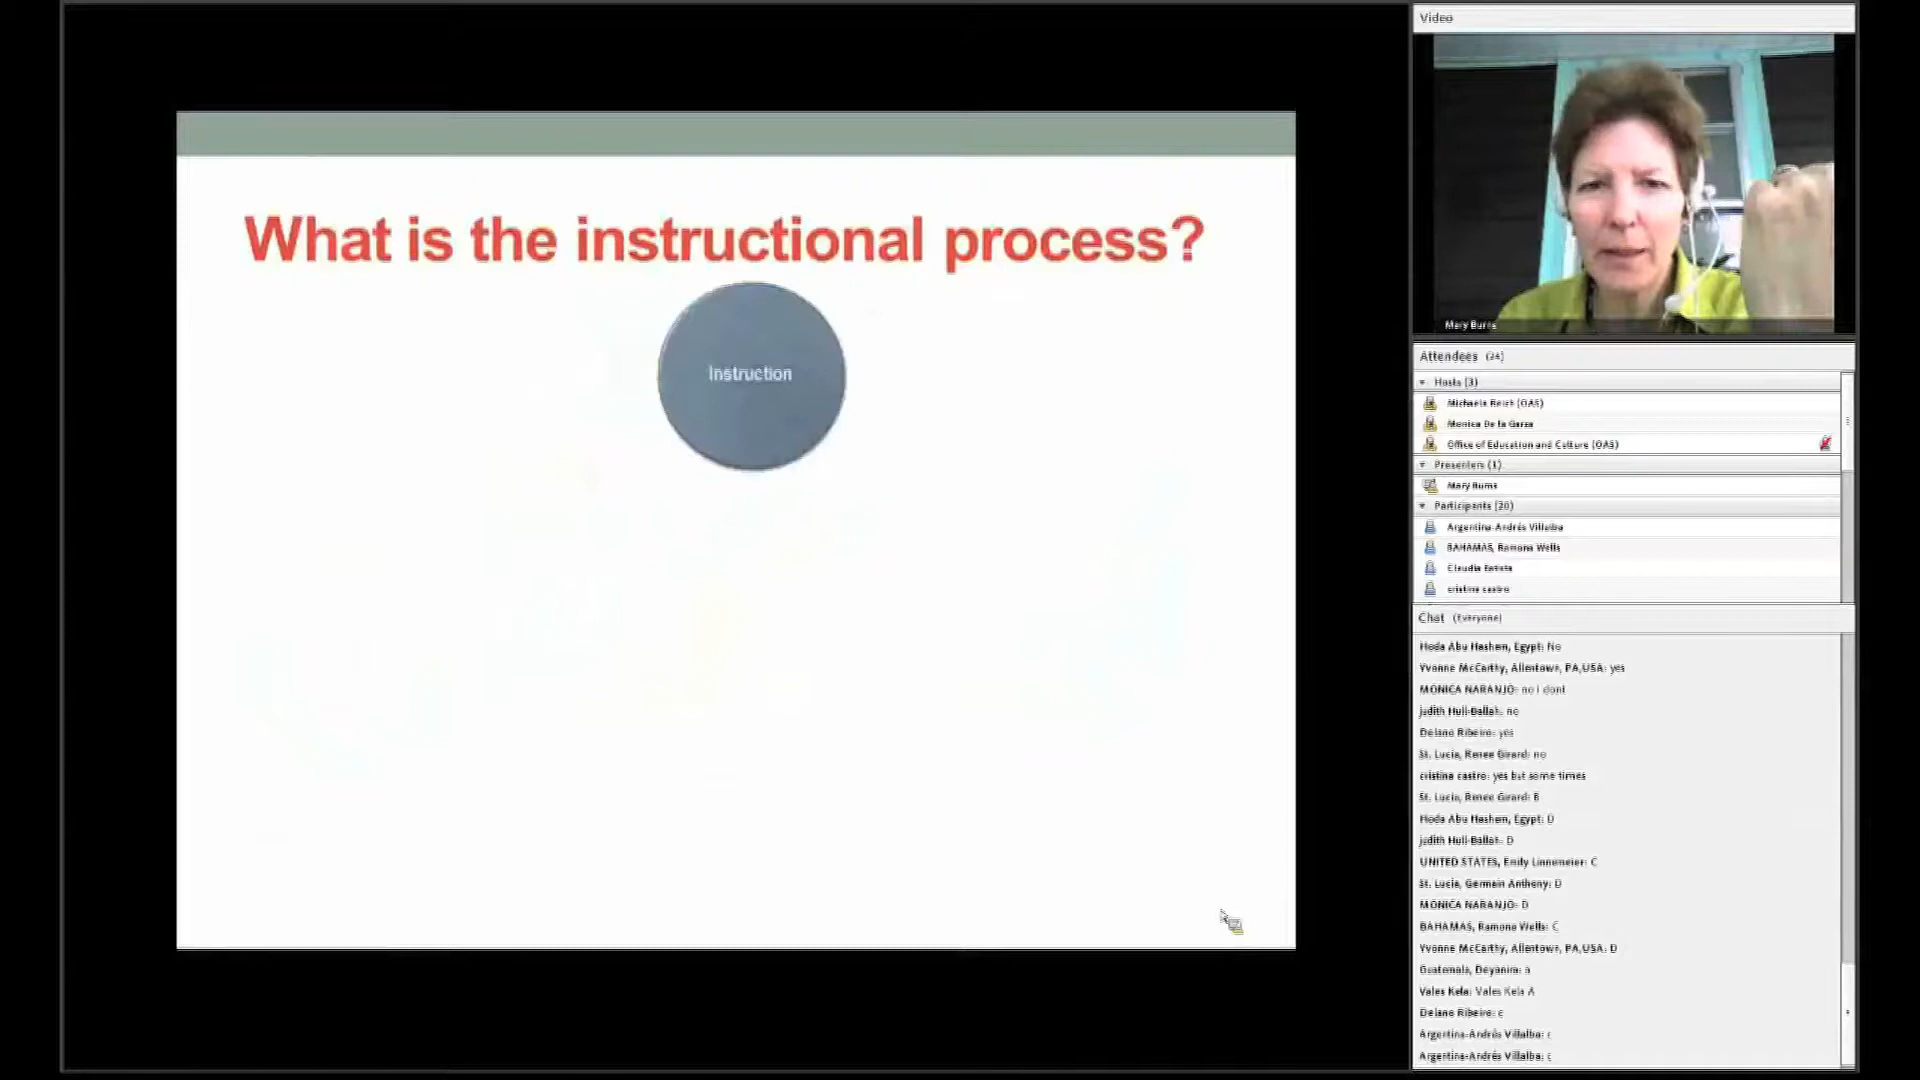 What is the instructional process?
Instruction
Video
Mary Burns
Attendees (24)
Hosts (3)
Michaela Reich (OAS)
Monica De la Garza
Office of Education and Culture (OAS)
Presenters (1)
Mary Burns
Participants (20)
Argentina-Andrés Villalba
BAHAMAS, Ramona Wells
Claudia
cristina castro
Chat (Everyone)
Hoda Abu Hashem, Egypt: No
Yvonne McCarthy, Allentown, PA,USA: yes
MONICA NARANJO: no i dont
judith Hull-Ballah: no
Delano Ribeiro: yes
St. Lucia, Renee Girard: no
cristina castro: yes but some times
St. Lucia, Renee Girard: B
Hoda Abu Hashem, Egypt: D
judith Hull-Ballah: D
UNITED STATES, Emily Linnemeier: C
St. Lucia, Germain Anthony: D
MONICA NARANJO: D
BAHAMAS, Ramona Wells: C
Yvonne McCarthy, Allentown, PA,USA: D
Guatemala, Deyanira: a
Vales Kela: Vales Kela A
Delano Ribeiro: c
Argentina-Andrés Villalba: c
Argentina-Andrés Villalba: c